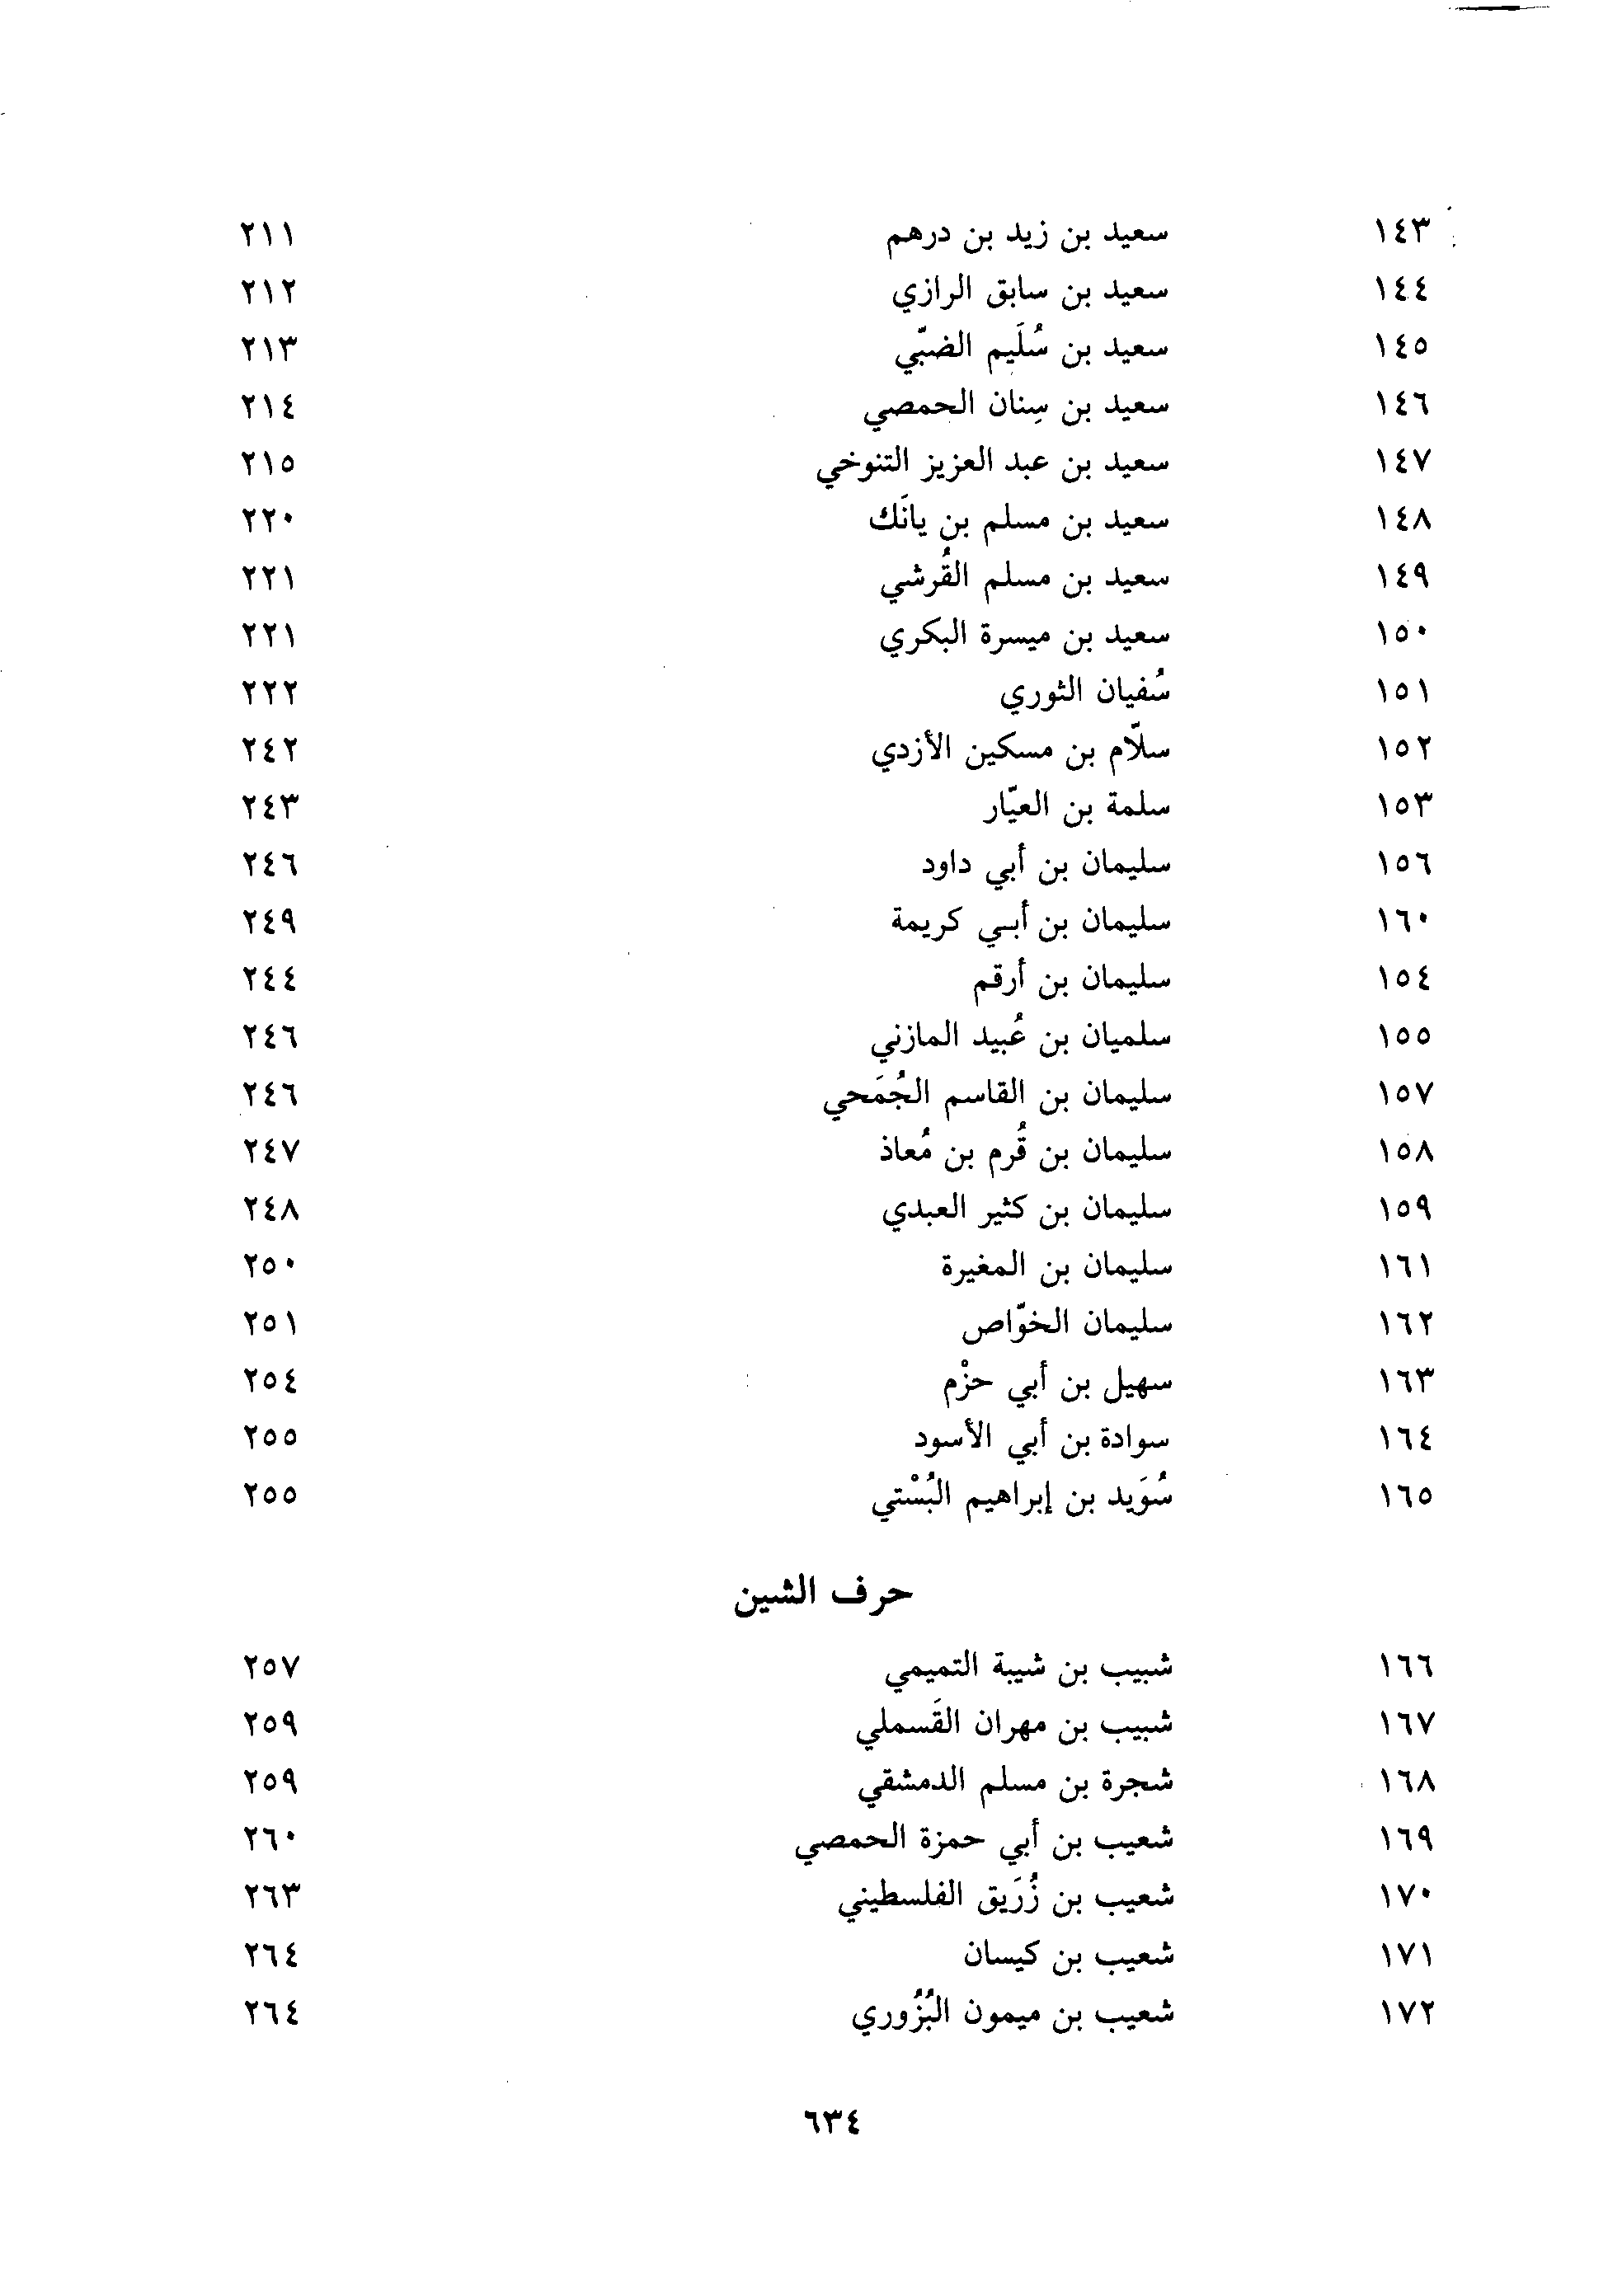 ١٤٣ سعيد بن زيد بن درهم ٢١١
١٤٤ سعيد بن سابق الرازي ٢١٢
١٤٥ سعيد بن سُلَيم الضبّي ٢١٣
١٤٦ سعيد بن سِنان الحمصي ٢١٤
١٤٧ سعيد بن عبد العزيز التنوخي ٢١٥
١٤٨ سعيد بن مسلم بن يانَك ٢٢٠
١٤٩ سعيد بن مسلم القُرشي ٢٢١
١٥٠ سعيد بن ميسرة البكري ٢٢١
١٥١ سُفيان الثوري ٢٢٢
١٥٢ سلّام بن مسكين الأزدي ٢٤٢
١٥٣ سلمة بن العيّار ٢٤٣
١٥٦ سليمان بن أبي داود ٢٤٦
١٦٠ سليمان بن أبي كريمة ٢٤٩
١٥٤ سليمان بن أرقم ٢٤٤
١٥٥ سلميان بن عُبيد المازني ٢٤٦
١٥٧ سليمان بن القاسم الجُمَحي ٢٤٦
١٥٨ سليمان بن قُرم بن مُعاذ ٢٤٧
١٥٩ سليمان بن كثير العبدي ٢٤٨
١٦١ سليمان بن المغيرة ٢٥٠
١٦٢ سليمان الخوّاص ٢٥١
١٦٣ سهيل بن أبي حزْم ٢٥٤
١٦٤ سوادة بن أبي الأسود ٢٥٥
١٦٥ سُوَيد بن إبراهيم البُسْتي ٢٥٥
حرف الشين
١٦٦ شبيب بن شيبة التميمي ٢٥٧
١٦٧ شبيب بن مهران القَسملي ٢٥٩
١٦٨ شجرة بن مسلم الدمشقي ٢٥٩
١٦٩ شعيب بن أبي حمزة الحمصي ٢٦٠
١٧٠ شعيب بن زُرَيق الفلسطيني ٢٦٣
١٧١ شعيب بن كيسان ٢٦٤
١٧٢ شعيب بن ميمون البُزُوري ٢٦٤
٦٣٤